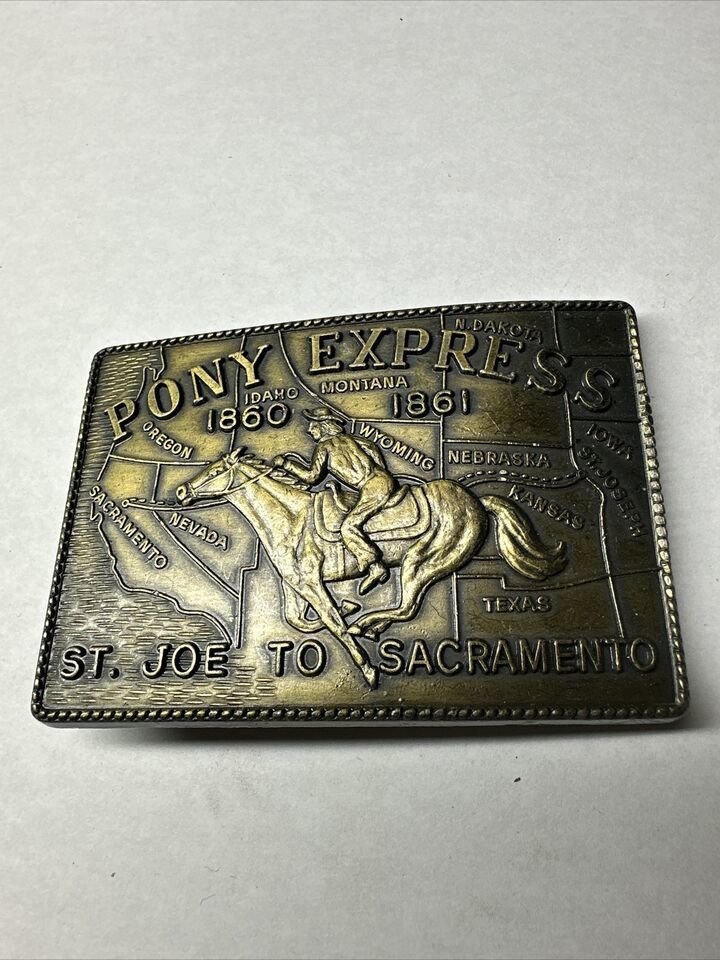 PONY EXPRESS
1860 1861
N. DAKOTA
IDAHO
MONTANA
OREGON
WYOMING
NEBRASKA
IOWA
ST. JOSEPH
KANSAS
SACRAMENTO
NEVADA
TEXAS
ST. JOE TO SACRAMENTO